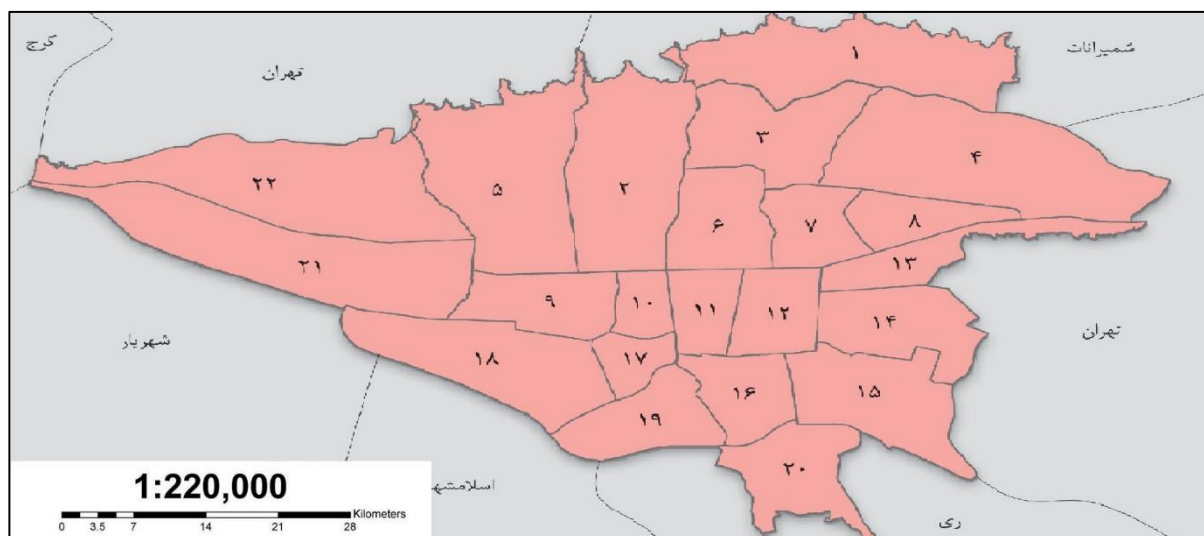 کرج
تهران
شمیرانات
۱
۳
۴
۲۲
۵
۲
۶
۷
۸
۲۱
۱۳
۹
۱۰
۱۱
۱۲
۱۴
شهریار
تهران
۱۸
۱۷
۱۶
۱۵
۱۹
۲۰
اسلامشه
ری
1:220,000
Kilometers
0 3.5 7 14 21 28